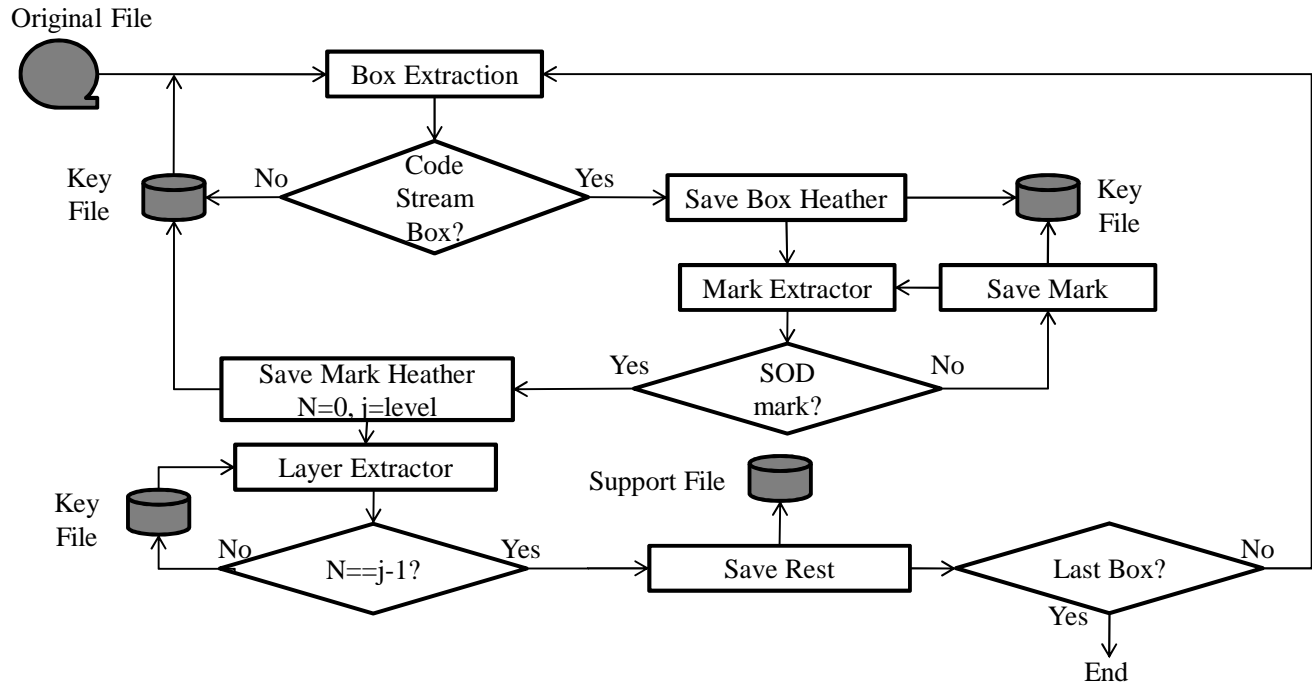 Original File
Box Extraction
Key
File
No
Code
Stream
Box?
Yes
Save Box Heather
Key
File
Mark Extractor
Save Mark
Save Mark Heather
N=0, j=level
Yes
SOD
mark?
No
Layer Extractor
Support File
Key
File
No
N==j-1?
Yes
Save Rest
Last Box?
No
Yes
End